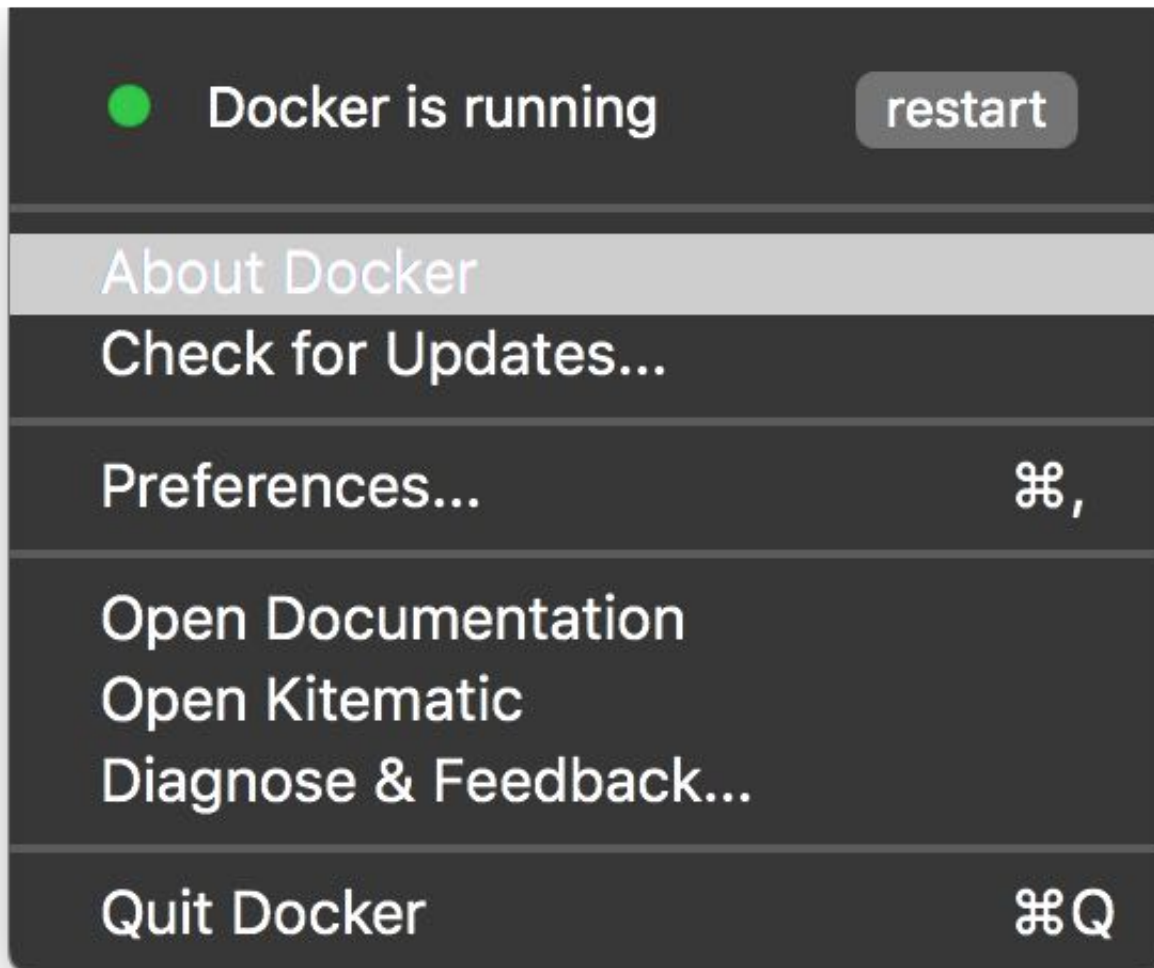 Docker is running restart
About Docker
Check for Updates...
Preferences... ⌘,
Open Documentation
Open Kitematic
Diagnose & Feedback...
Quit Docker ⌘Q